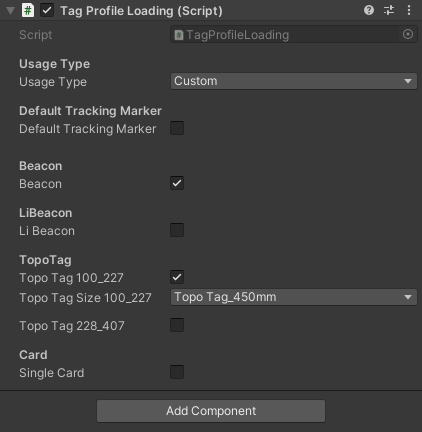 Tag Profile Loading (Script)
Script TagProfileLoading
Usage Type
Usage Type Custom
Default Tracking Marker
Default Tracking Marker
Beacon
Beacon
LiBeacon
Li Beacon
TopoTag
Topo Tag 100_227
Topo Tag Size 100_227 Topo Tag_450mm
Topo Tag 228_407
Card
Single Card
Add Component